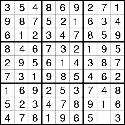 3 5 4 8 6 9 2 7 1
9 8 7 5 2 1 6 3 4
6 1 2 3 4 7 8 5 9
8 4 6 7 3 2 1 9 5
2 9 5 6 1 4 3 8 7
7 3 1 9 8 5 4 6 2
1 6 9 2 5 3 7 4 8
5 2 3 4 7 8 9 1 6
4 7 8 1 9 6 5 3